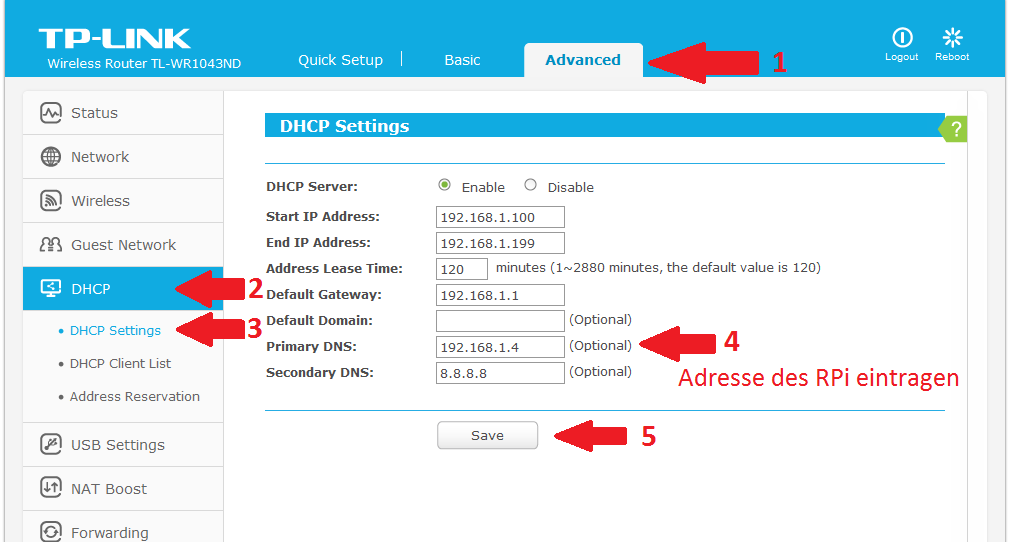 TP-LINK
Wireless Router TL-WR1043ND
Quick Setup Basic Advanced 1
Logout Reboot
Status
Network
Wireless
Guest Network
DHCP 2
DHCP Settings 3
DHCP Client List
Address Reservation
USB Settings
NAT Boost
Forwarding
DHCP Settings ?
DHCP Server: Enable Disable
Start IP Address: 192.168.1.100
End IP Address: 192.168.1.199
Address Lease Time: 120 minutes (1~2880 minutes, the default value is 120)
Default Gateway: 192.168.1.1
Default Domain: (Optional)
Primary DNS: 192.168.1.4 (Optional) 4
Secondary DNS: 8.8.8.8 (Optional)
Adresse des RPi eintragen
Save 5